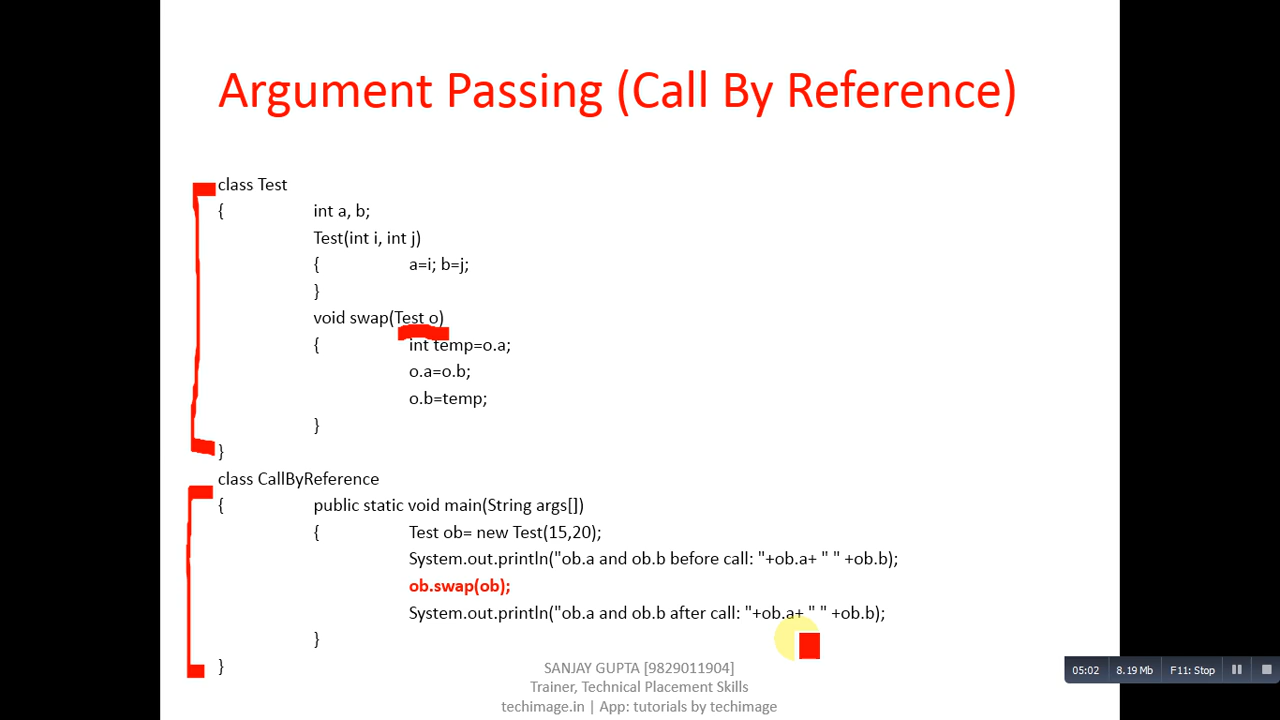 Argument Passing (Call By Reference)
class Test
{ int a, b;
Test(int i, int j)
{ a=i; b=j;
}
void swap(Test o)
{ int temp=o.a;
o.a=o.b;
o.b=temp;
}
}
class CallByReference
{ public static void main(String args[])
{ Test ob= new Test(15,20);
System.out.println("ob.a and ob.b before call: "+ob.a+ " " +ob.b);
ob.swap(ob);
System.out.println("ob.a and ob.b after call: "+ob.a+ " " +ob.b);
}
}
SANJAY GUPTA [9829011904]
Trainer, Technical Placement Skills
techimage.in | App: tutorials by techimage
05:02 8.19 Mb F11: Stop